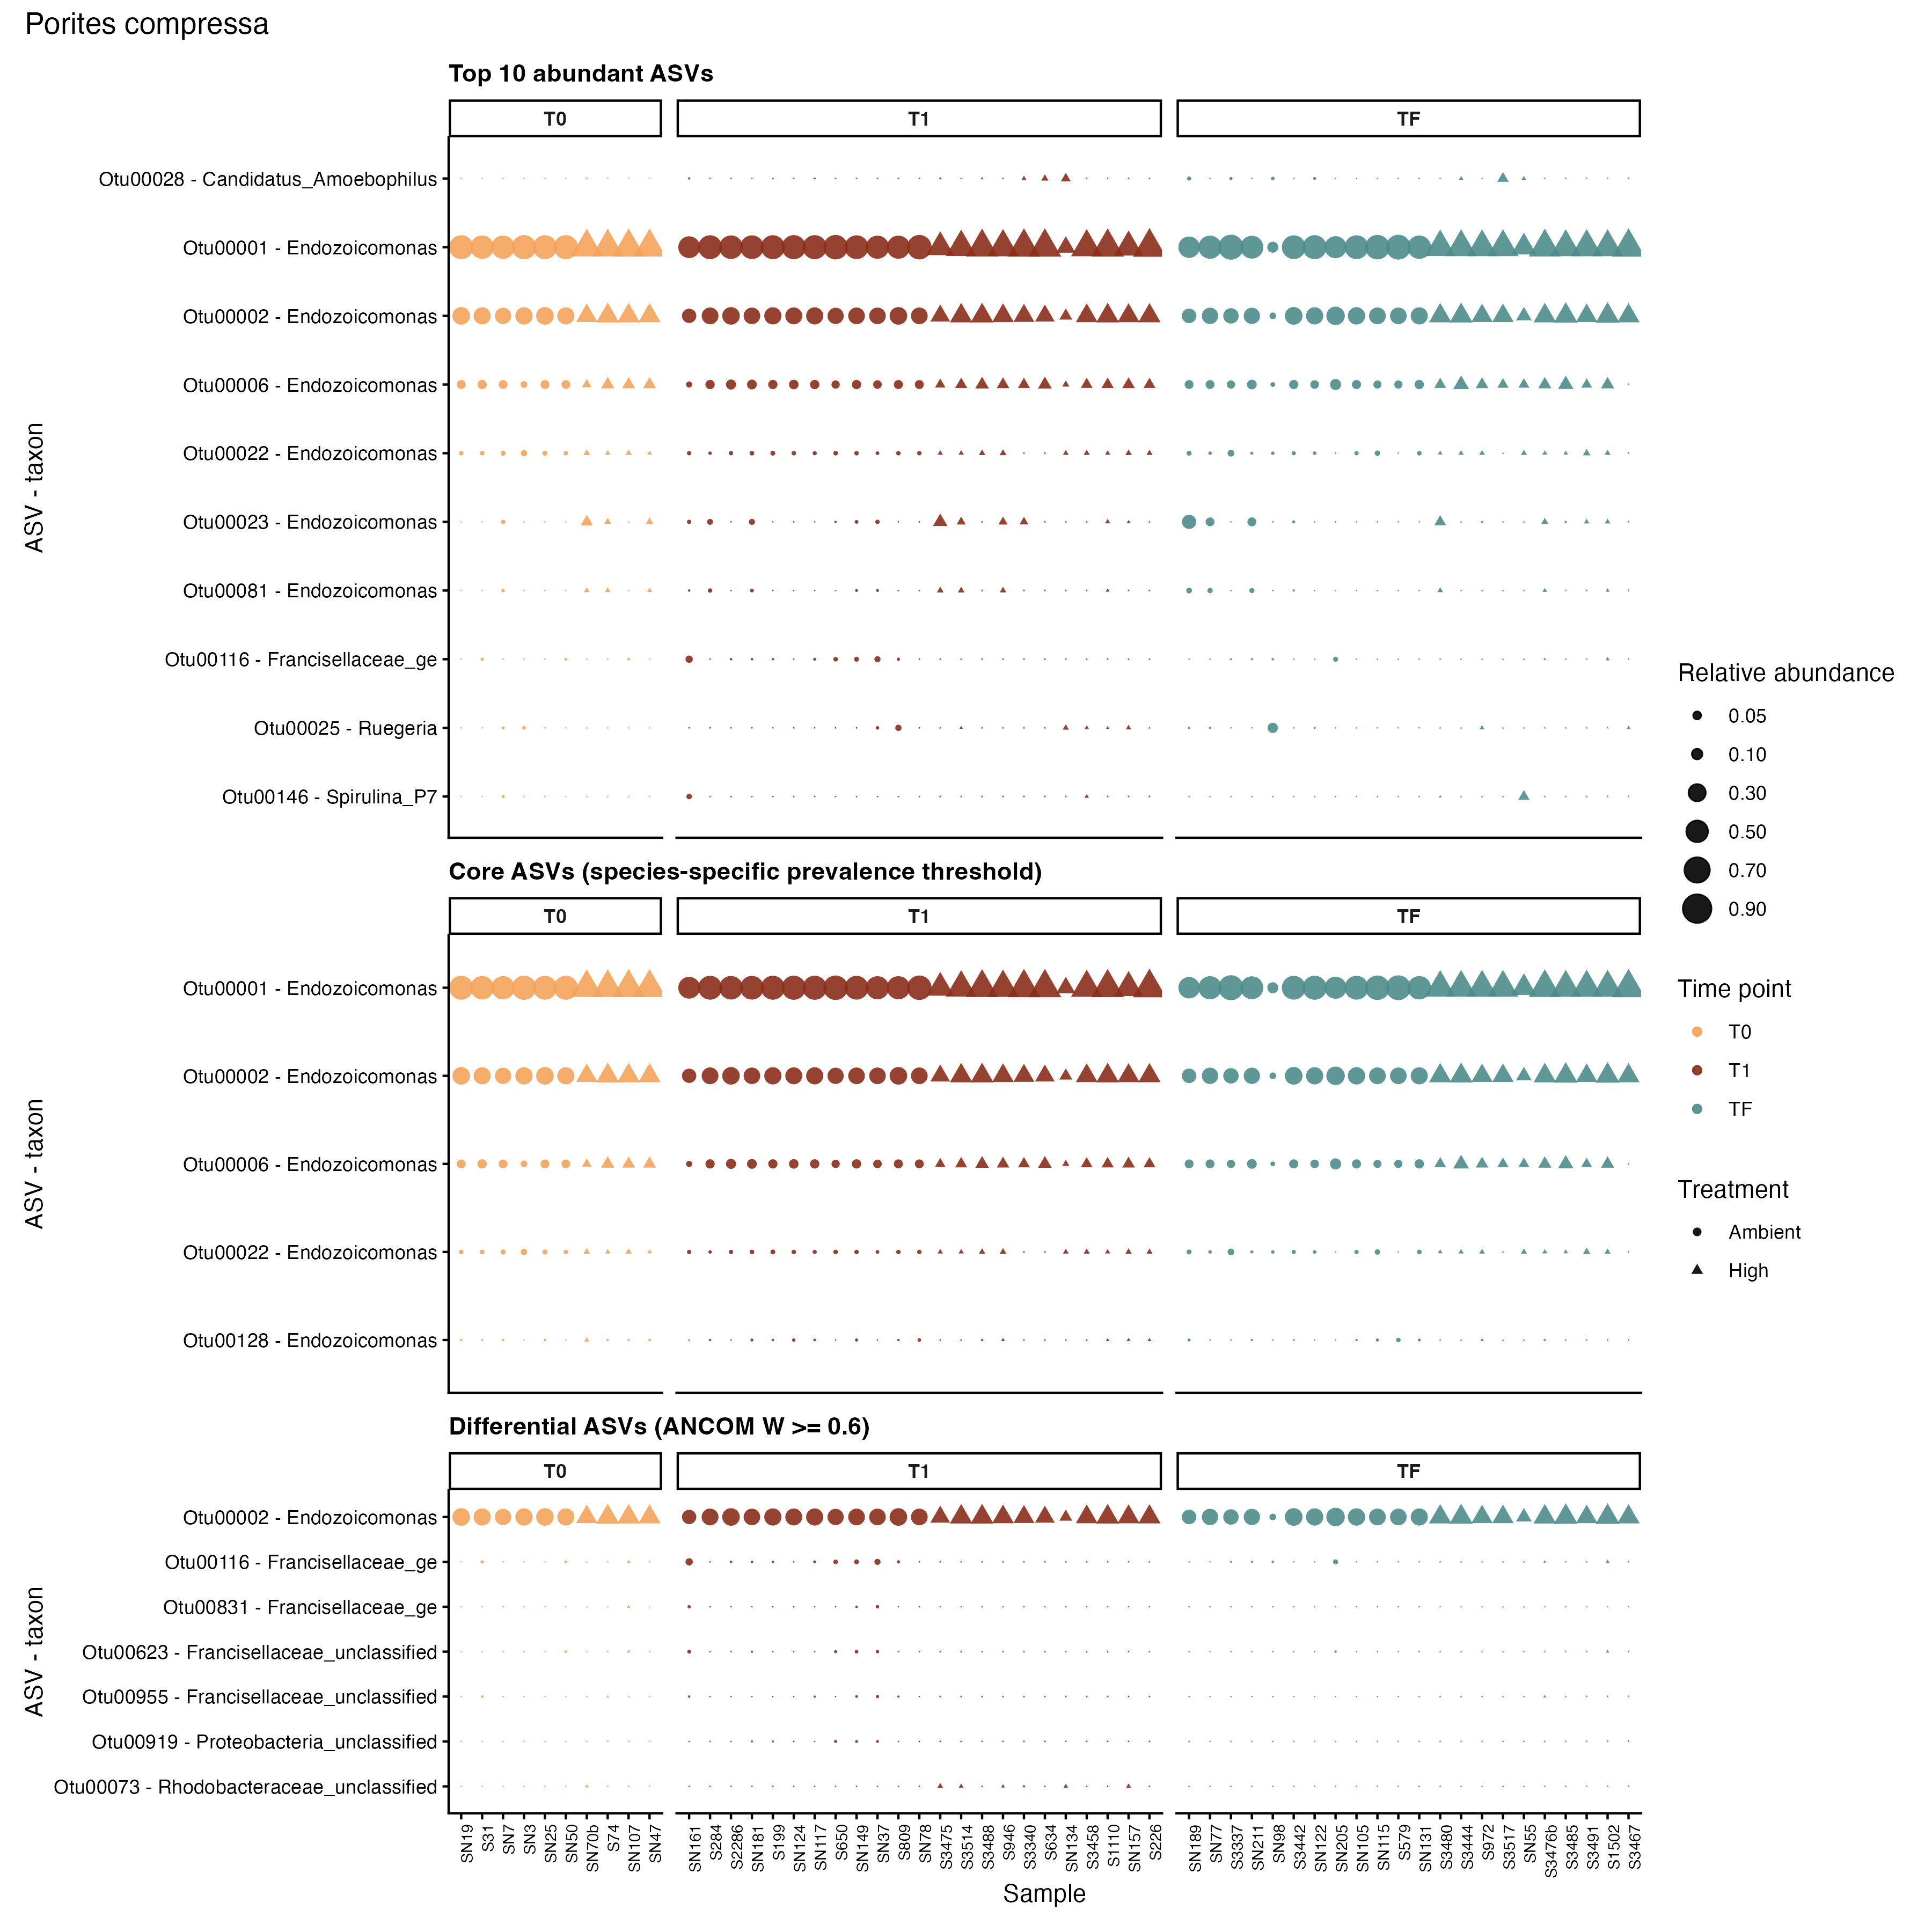 Porites compressa
Top 10 abundant ASVs
T0 T1 TF
Otu00028 - Candidatus_Amoebophilus
Otu00001 - Endozoicomonas
Otu00002 - Endozoicomonas
Otu00006 - Endozoicomonas
Otu00022 - Endozoicomonas
Otu00023 - Endozoicomonas
Otu00081 - Endozoicomonas
Otu00116 - Francisellaceae_ge
Otu00025 - Ruegeria
Otu00146 - Spirulina_P7
ASV - taxon
Core ASVs (species-specific prevalence threshold)
T0 T1 TF
Otu00001 - Endozoicomonas
Otu00002 - Endozoicomonas
Otu00006 - Endozoicomonas
Otu00022 - Endozoicomonas
Otu00128 - Endozoicomonas
ASV - taxon
Differential ASVs (ANCOM W >= 0.6)
T0 T1 TF
Otu00002 - Endozoicomonas
Otu00116 - Francisellaceae_ge
Otu00831 - Francisellaceae_ge
Otu00623 - Francisellaceae_unclassified
Otu00955 - Francisellaceae_unclassified
Otu00919 - Proteobacteria_unclassified
Otu00073 - Rhodobacteraceae_unclassified
ASV - taxon
SN19 S31 SN7 SN3 SN25 SN50 SN70b S74 SN107 SN47 SN161 S284 S2286 SN181 S199 SN124 SN117 S650 SN149 SN37 S809 SN78 S3475 S3514 S3488 S946 S3340 S634 SN134 S3458 S1110 SN157 S226 SN189 SN77 S3337 SN211 SN98 S3442 SN122 SN205 SN105 SN115 S579 SN131 S3480 S3444 S972 S3517 SN55 S3476b S3485 S3491 S1502 S3467
Sample
Relative abundance
0.05
0.10
0.30
0.50
0.70
0.90
Time point
T0
T1
TF
Treatment
Ambient
High